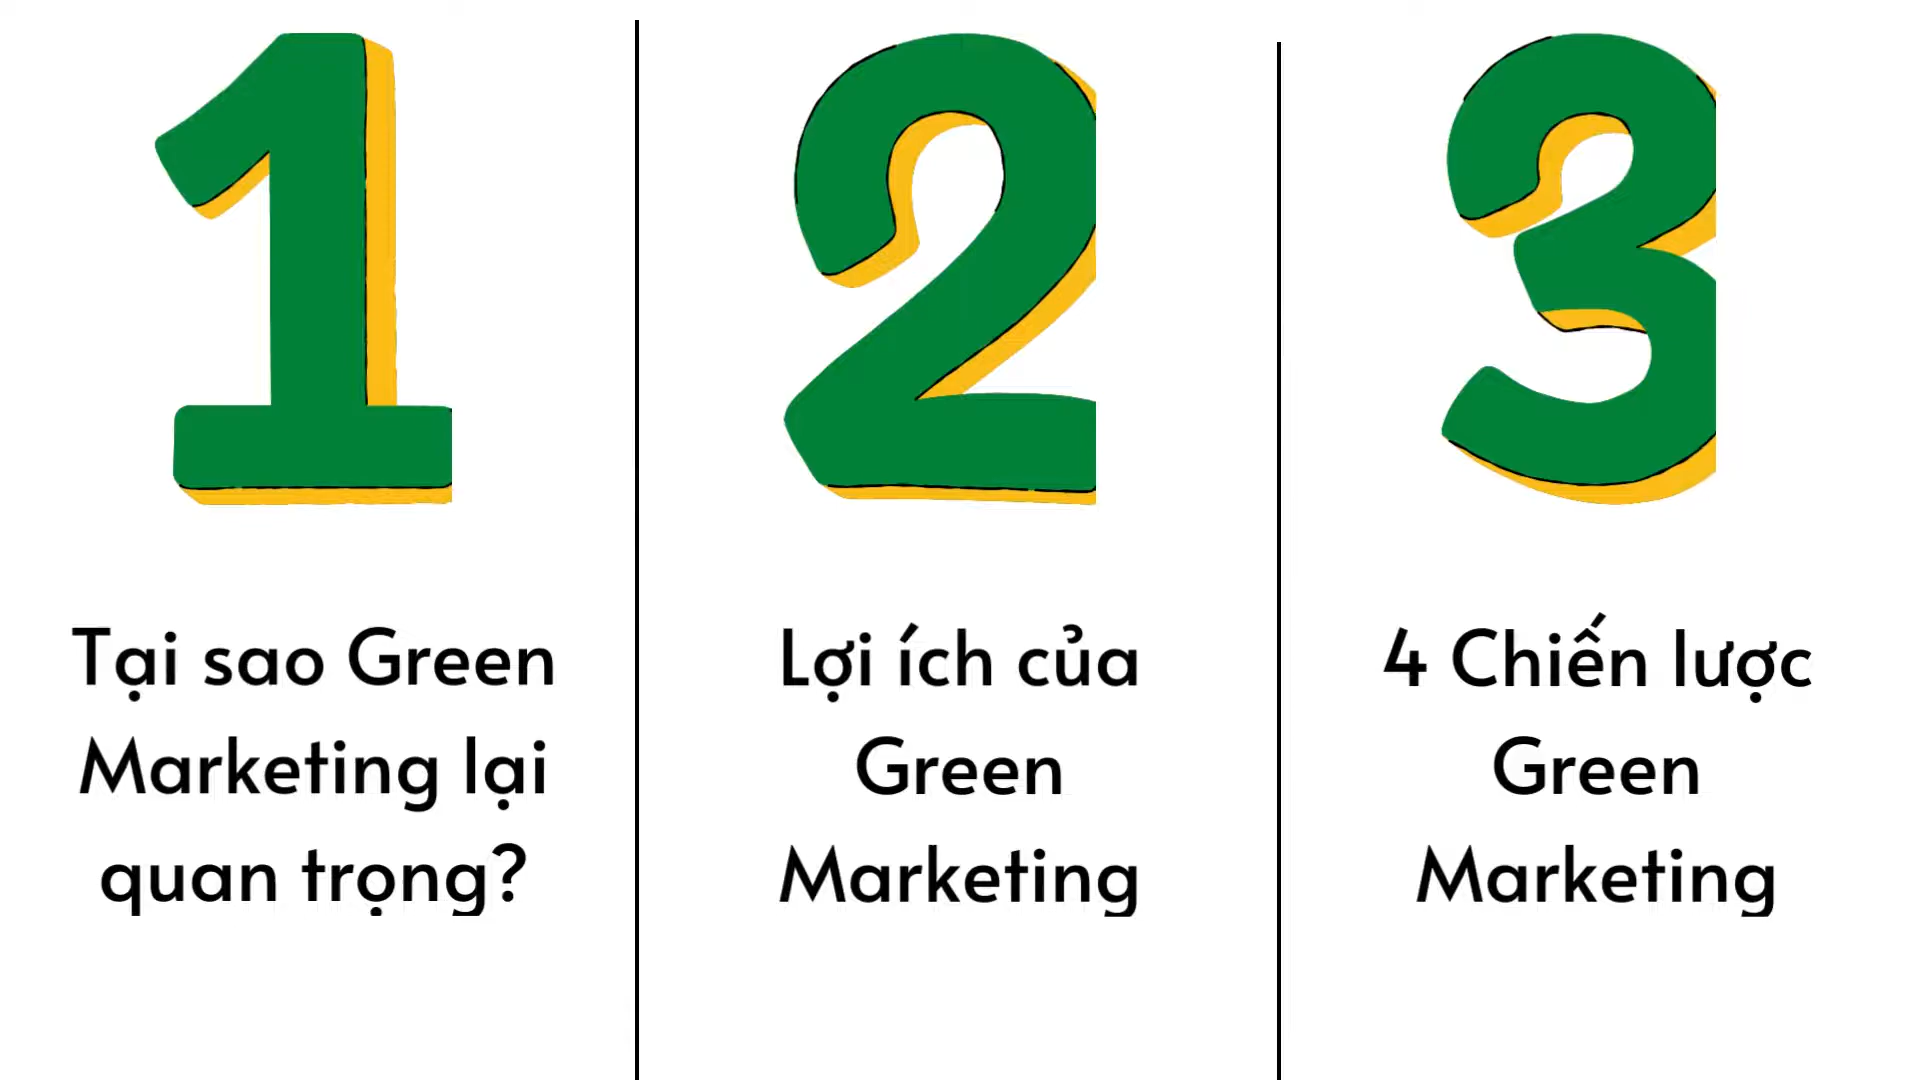 1
Tại sao Green
Marketing lại
quan trọng?
2
Lợi ích của
Green
Marketing
3
4 Chiến lược
Green
Marketing